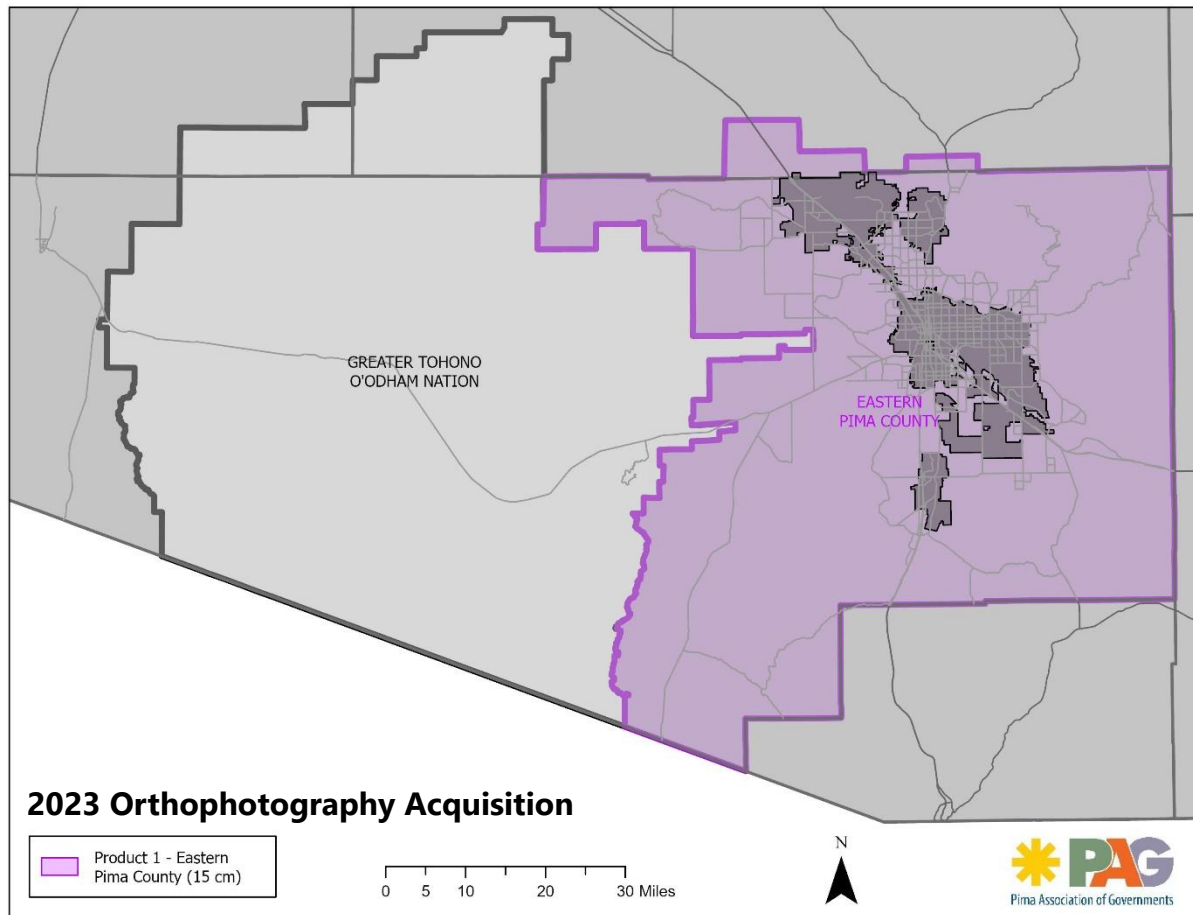 GREATER TOHONO
O'ODHAM NATION
EASTERN
PIMA COUNTY
2023 Orthophotography Acquisition
Product 1 - Eastern
Pima County (15 cm)
0 5 10 20 30 Miles
N
PAG
Pima Association of Governments